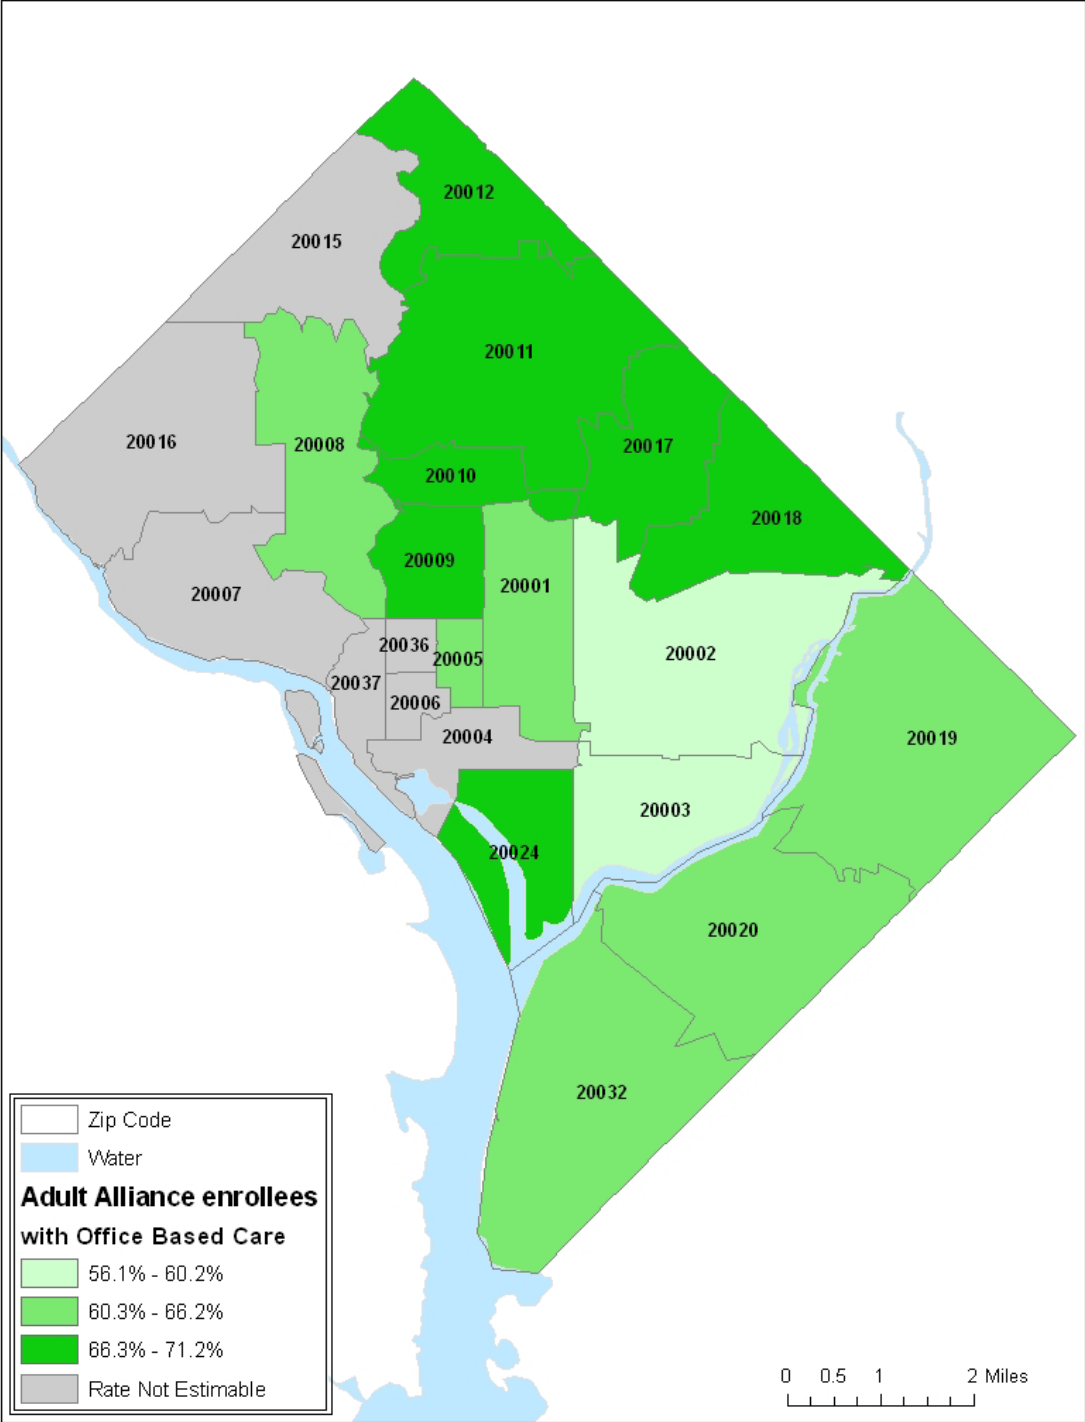 20012
20015
20011
20016
20008
20017
20010
20018
20009
20001
20007
20036
20005
20002
20037
20006
20004
20019
20003
20024
20020
20032
Zip Code
Water
Adult Alliance enrollees
with Office Based Care
56.1% - 60.2%
60.3% - 66.2%
66.3% - 71.2%
Rate Not Estimable
0 0.5 1 2 Miles